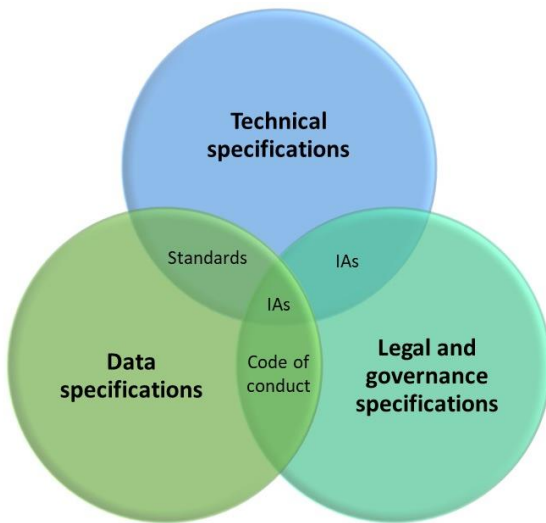 Technical
specifications
Standards
IAs
IAs
Data
specifications
Code of
conduct
Legal and
governance
specifications